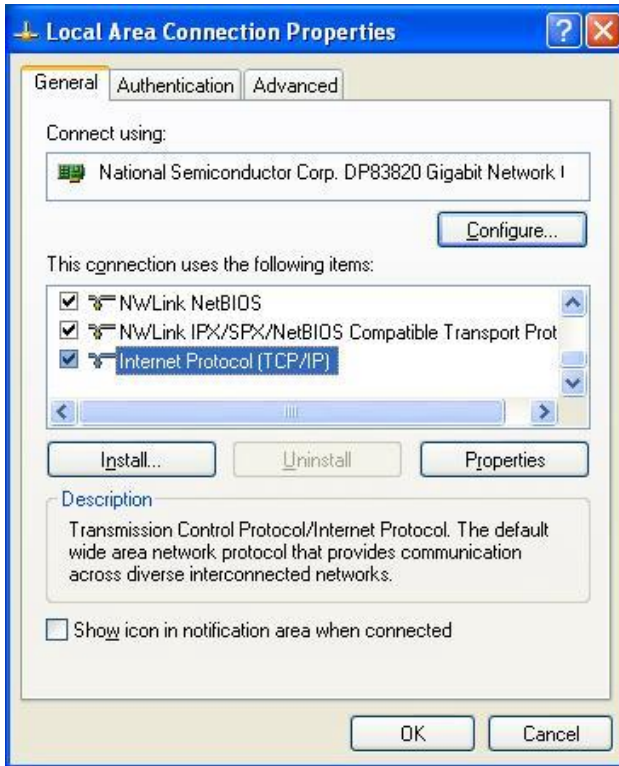 Local Area Connection Properties
General Authentication Advanced
Connect using:
National Semiconductor Corp. DP83820 Gigabit Network
Configure...
This connection uses the following items:
NWLink NetBIOS
NWLink IPX/SPX/NetBIOS Compatible Transport Prot
Internet Protocol (TCP/IP)
Install... Uninstall Properties
Description
Transmission Control Protocol/Internet Protocol. The default
wide area network protocol that provides communication
across diverse interconnected networks.
Show icon in notification area when connected
OK Cancel